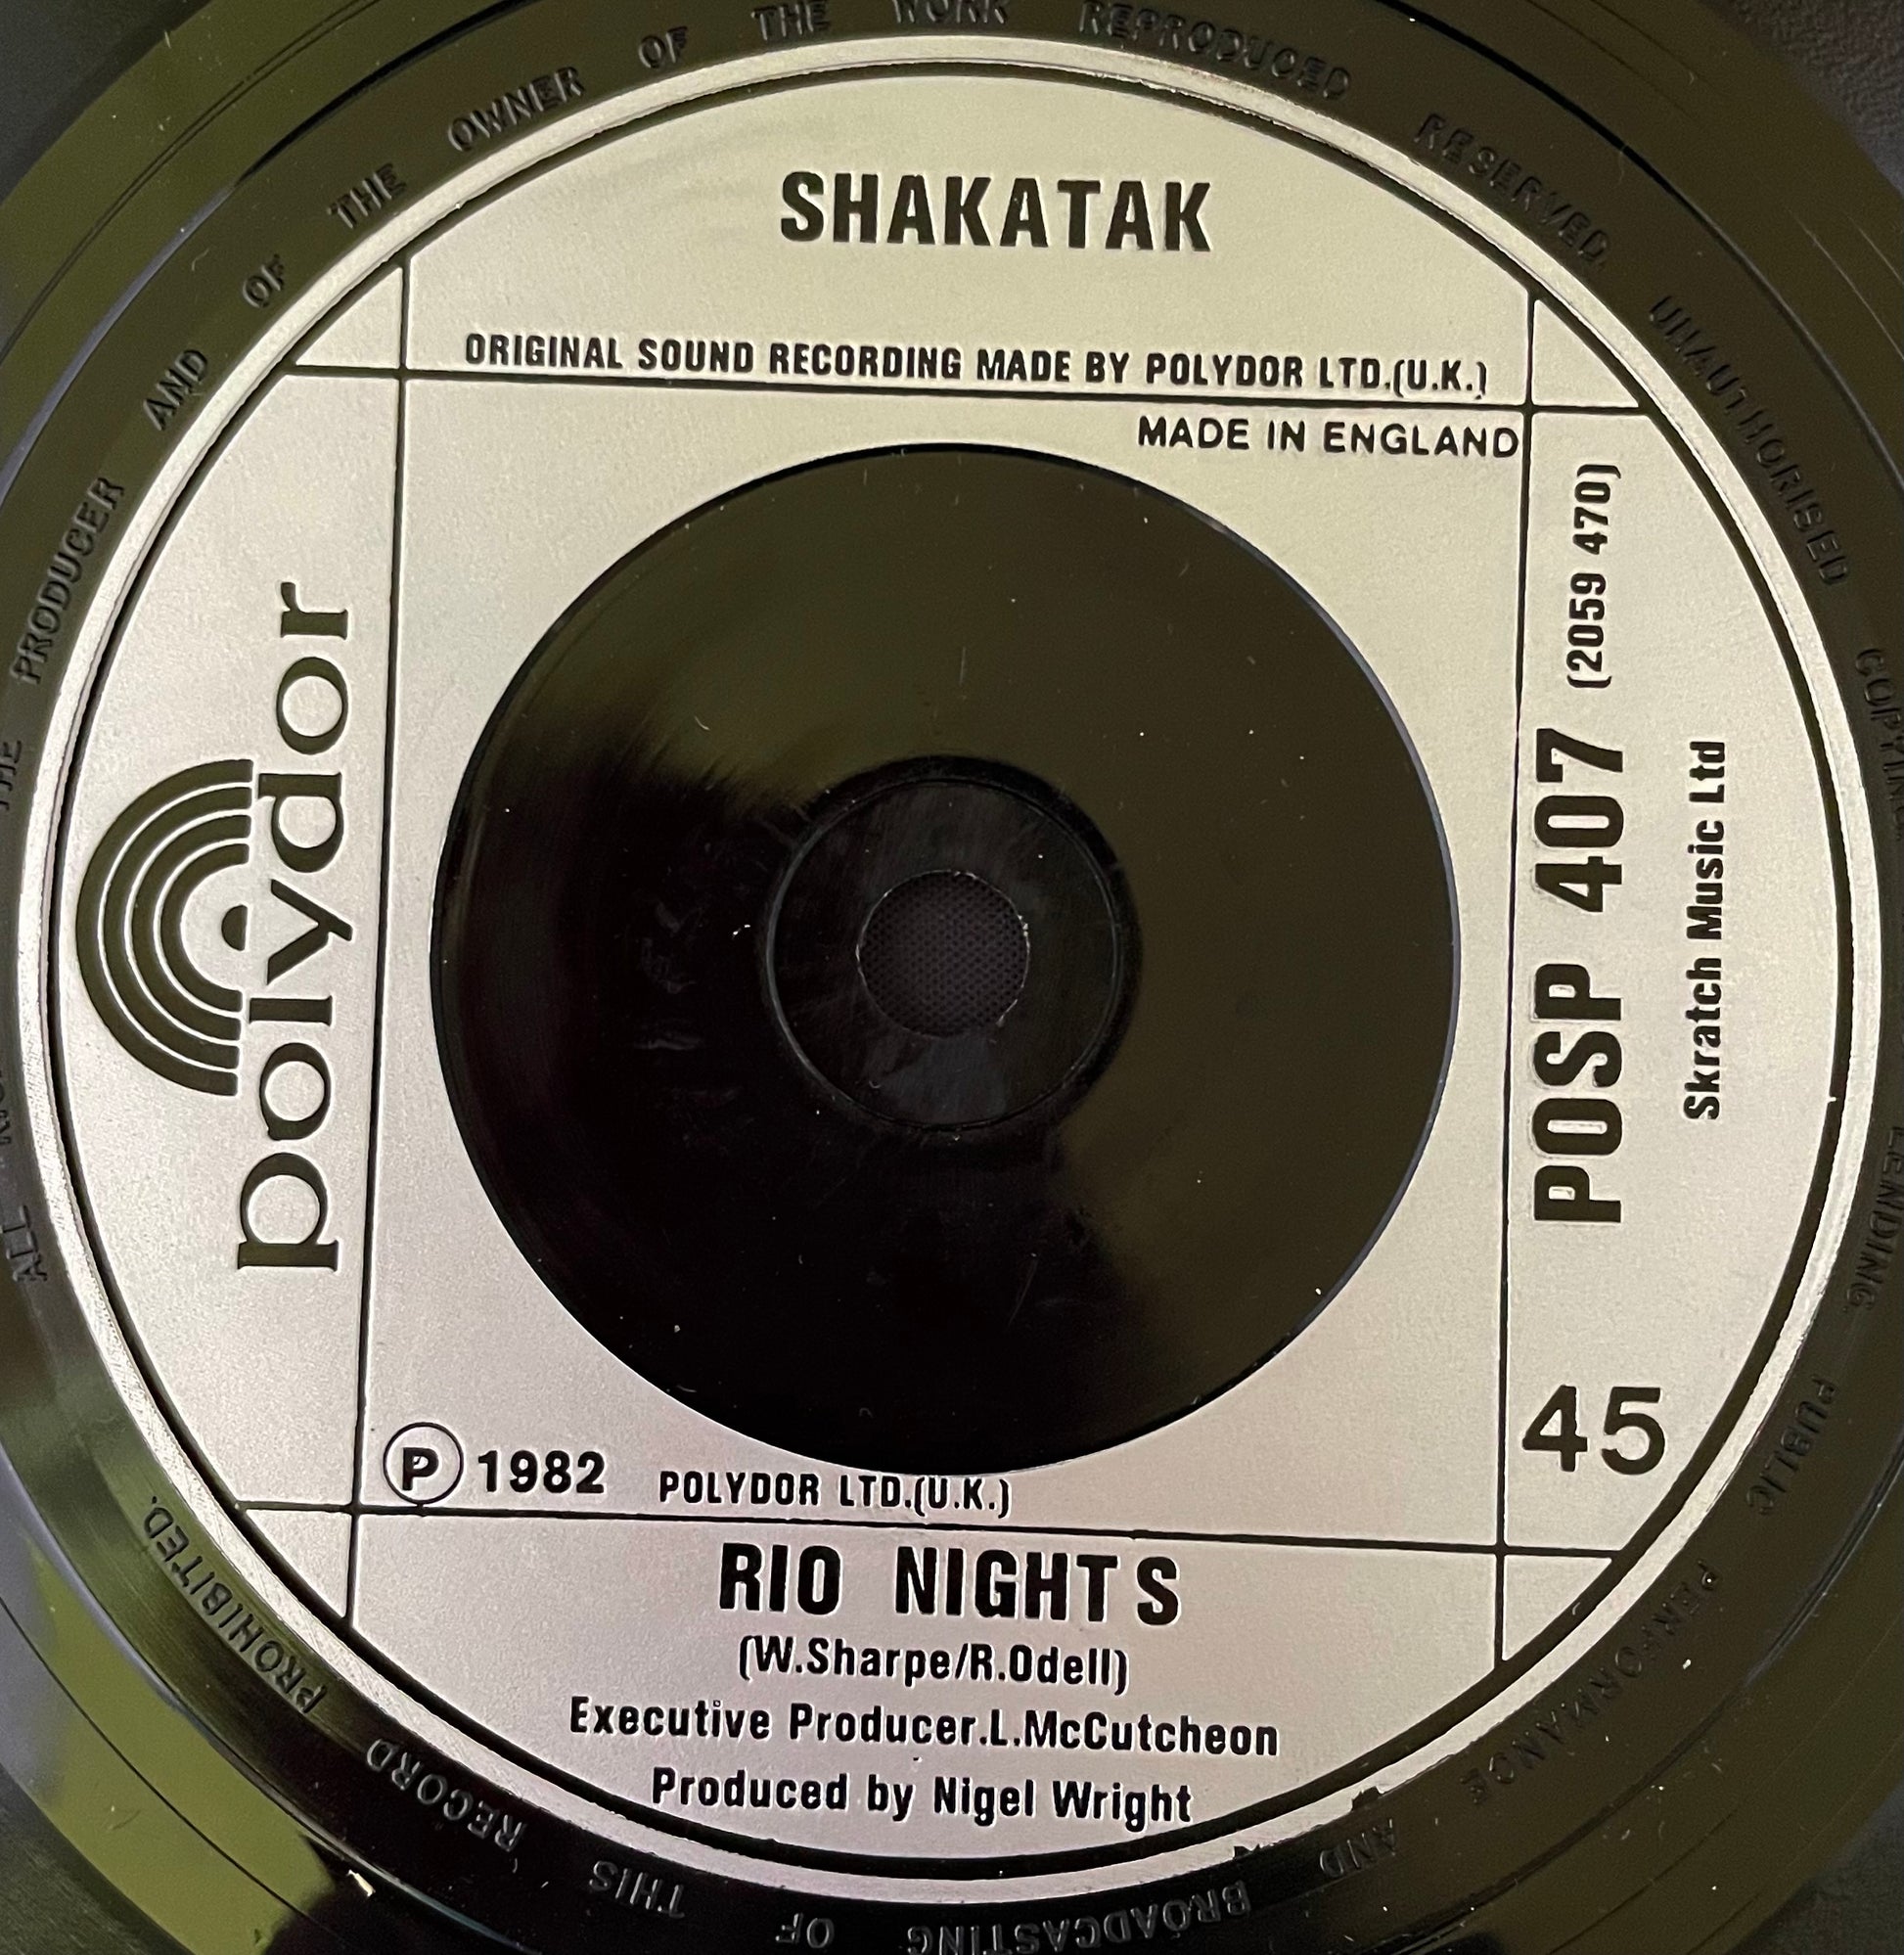 SHAKATAK
ORIGINAL SOUND RECORDING MADE BY POLYDOR LTD.(U.K.)
MADE IN ENGLAND
polydor
POSP 407 (2059 470)
Skratch Music Ltd
45
Ⓟ 1982 POLYDOR LTD.(U.K.)
RIO NIGHTS
(W.Sharpe/R.Odell)
Executive Producer.L.McCutcheon
Produced by Nigel Wright
ALL THE PRODUCER AND OF THE OWNER OF THE WORK REPRODUCED RESERVED. UNAUTHORISED LENDING, PUBLIC PERFORMANCE AND BROADCASTING OF THIS RECORD PROHIBITED.